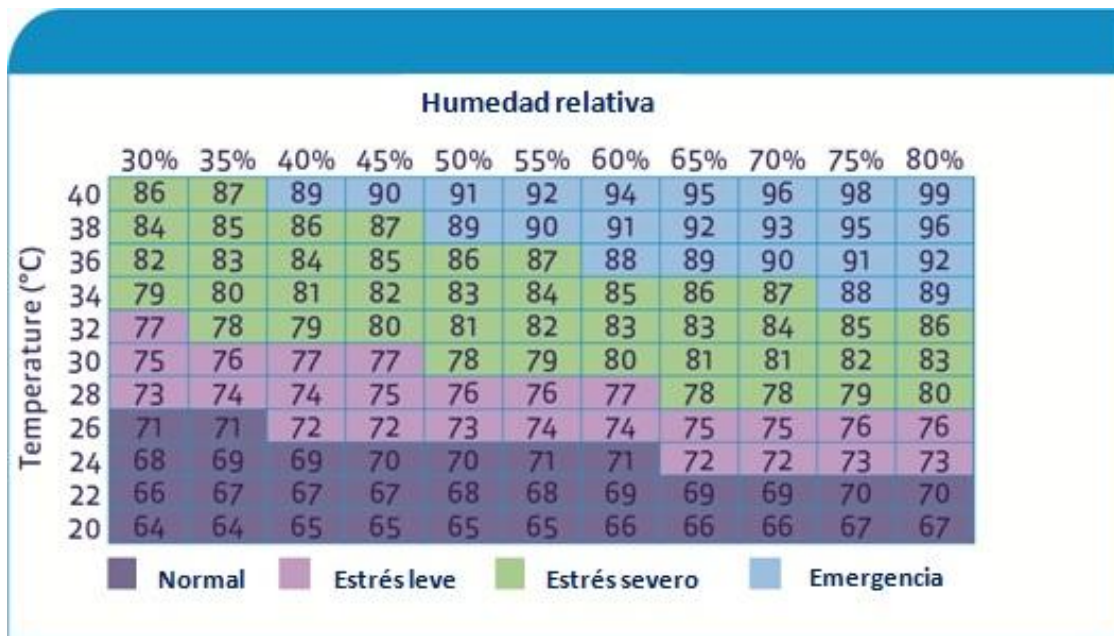 Humedad relativa
30% 35% 40% 45% 50% 55% 60% 65% 70% 75% 80%
Temperature (°C)
40 86 87 89 90 91 92 94 95 96 98 99
38 84 85 86 87 89 90 91 92 93 95 96
36 82 83 84 85 86 87 88 89 90 91 92
34 79 80 81 82 83 84 85 86 87 88 89
32 77 78 79 80 81 82 83 83 84 85 86
30 75 76 77 77 78 79 80 81 81 82 83
28 73 74 74 75 76 76 77 78 78 79 80
26 71 71 72 72 73 74 74 75 75 76 76
24 68 69 69 70 70 71 71 72 72 73 73
22 66 67 67 67 68 68 69 69 69 70 70
20 64 64 65 65 65 65 66 66 66 67 67
Normal Estrés leve Estrés severo Emergencia